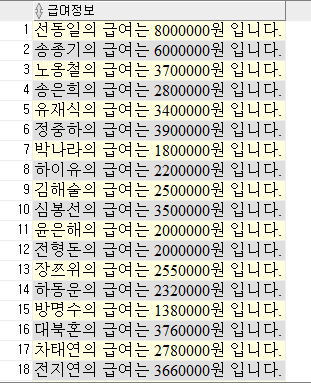 급여정보
1 선동일의 급여는 8000000원 입니다.
2 송종기의 급여는 6000000원 입니다.
3 노옹철의 급여는 3700000원 입니다.
4 송은희의 급여는 2800000원 입니다.
5 유재식의 급여는 3400000원 입니다.
6 정중하의 급여는 3900000원 입니다.
7 박나라의 급여는 1800000원 입니다.
8 하이유의 급여는 2200000원 입니다.
9 김해술의 급여는 2500000원 입니다.
10 심봉선의 급여는 3500000원 입니다.
11 윤은해의 급여는 2000000원 입니다.
12 전형돈의 급여는 2000000원 입니다.
13 장쯔위의 급여는 2550000원 입니다.
14 하동운의 급여는 2320000원 입니다.
15 방명수의 급여는 1380000원 입니다.
16 대북혼의 급여는 3760000원 입니다.
17 차태연의 급여는 2780000원 입니다.
18 전지연의 급여는 3660000원 입니다.